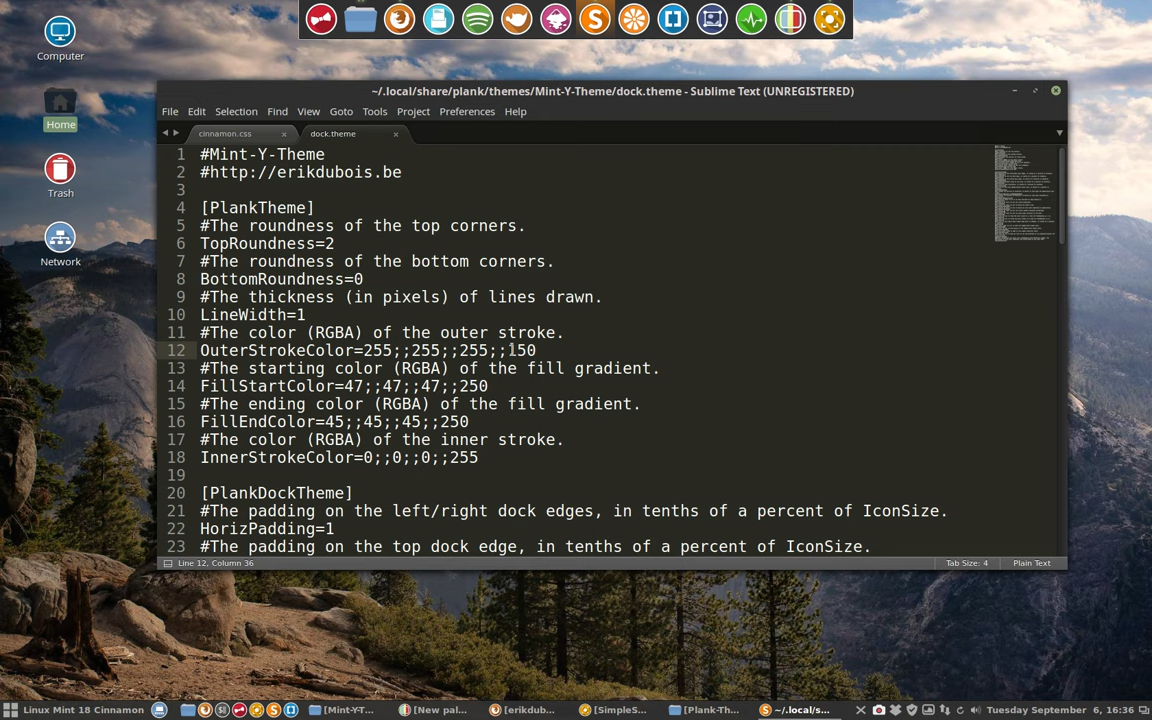 Computer
Home
Trash
Network
~/.local/share/plank/themes/Mint-Y-Theme/dock.theme - Sublime Text (UNREGISTERED)
File Edit Selection Find View Goto Tools Project Preferences Help
cinnamon.css dock.theme
1 #Mint-Y-Theme
2 #http://erikdubois.be
3
4 [PlankTheme]
5 #The roundness of the top corners.
6 TopRoundness=2
7 #The roundness of the bottom corners.
8 BottomRoundness=0
9 #The thickness (in pixels) of lines drawn.
10 LineWidth=1
11 #The color (RGBA) of the outer stroke.
12 OuterStrokeColor=255;;255;;255;;150
13 #The starting color (RGBA) of the fill gradient.
14 FillStartColor=47;;47;;47;;250
15 #The ending color (RGBA) of the fill gradient.
16 FillEndColor=45;;45;;45;;250
17 #The color (RGBA) of the inner stroke.
18 InnerStrokeColor=0;;0;;0;;255
19
20 [PlankDockTheme]
21 #The padding on the left/right dock edges, in tenths of a percent of IconSize.
22 HorizPadding=1
23 #The padding on the top dock edge, in tenths of a percent of IconSize.
Line 12, Column 36 Tab Size: 4 Plain Text
Linux Mint 18 Cinnamon [Mint-Y-T... [New pal... [erikdub... [SimpleS... [Plank-Th... ~/.local/s... Tuesday September 6, 16:36